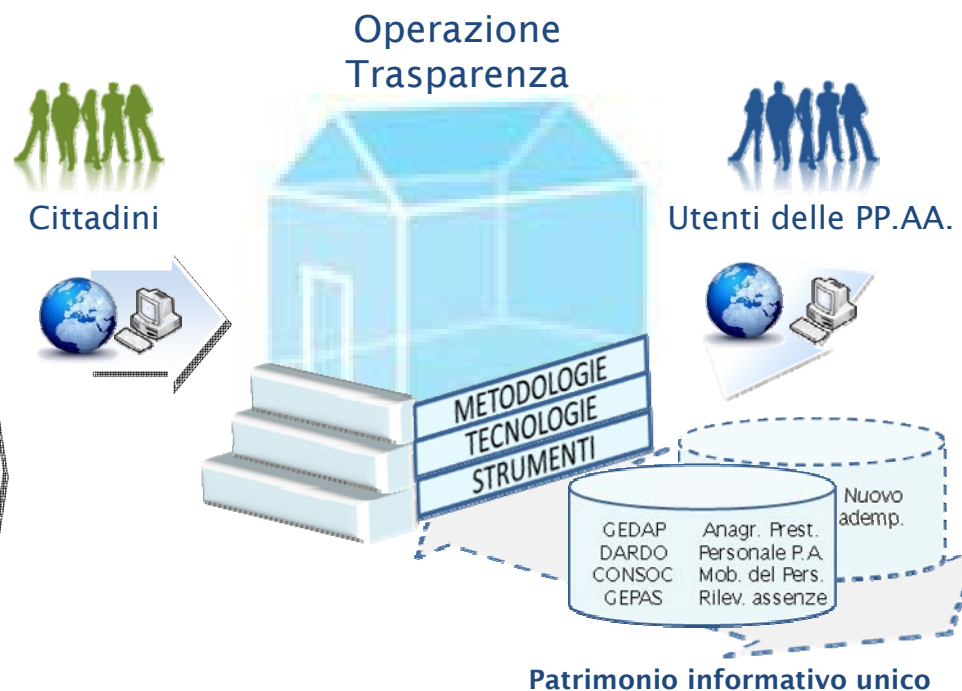 Operazione
Trasparenza
Cittadini
Utenti delle PP.AA.
METODOLOGIE
TECNOLOGIE
STRUMENTI
Nuovo
ademp.
GEDAP Anagr. Prest.
DARDO Personale P.A.
CONSOC Mob. del Pers.
GEPAS Rilev. assenze
Patrimonio informativo unico